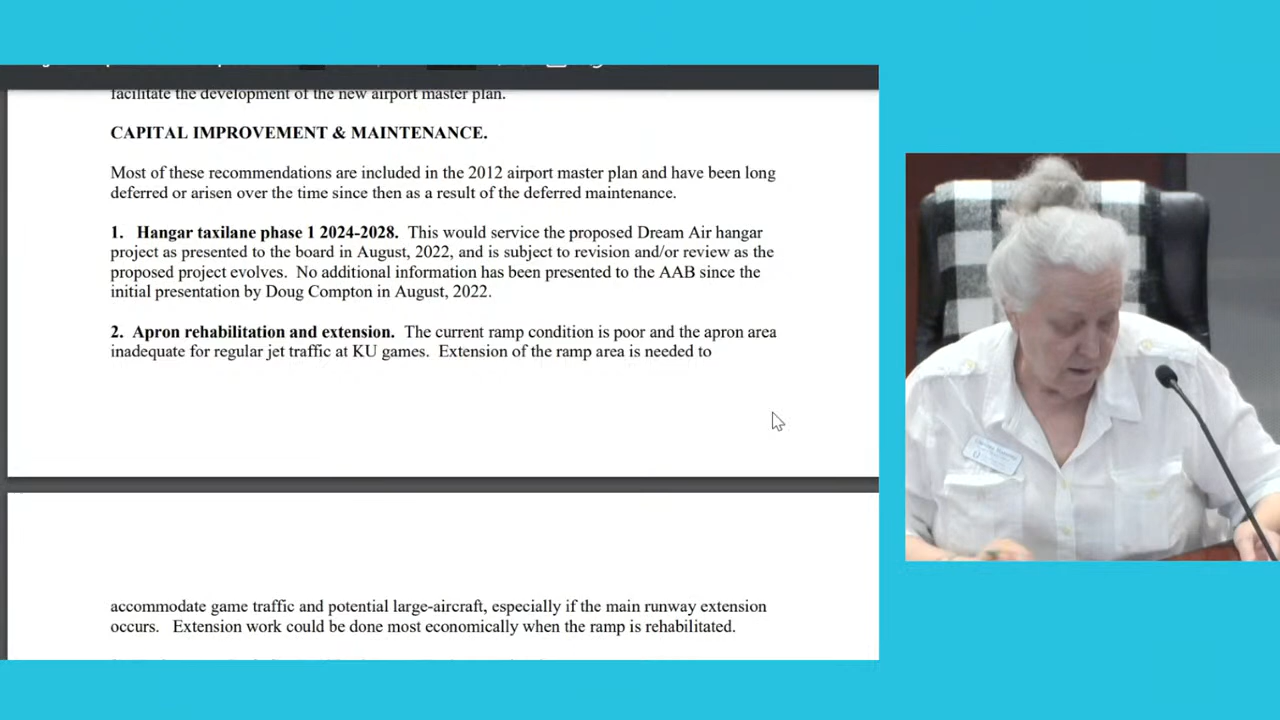 facilitate the development of the new airport master plan.
CAPITAL IMPROVEMENT & MAINTENANCE.
Most of these recommendations are included in the 2012 airport master plan and have been long
deferred or arisen over the time since then as a result of the deferred maintenance.
1. Hangar taxilane phase 1 2024-2028. This would service the proposed Dream Air hangar
project as presented to the board in August, 2022, and is subject to revision and/or review as the
proposed project evolves. No additional information has been presented to the AAB since the
initial presentation by Doug Compton in August, 2022.
2. Apron rehabilitation and extension. The current ramp condition is poor and the apron area
inadequate for regular jet traffic at KU games. Extension of the ramp area is needed to
accommodate game traffic and potential large-aircraft, especially if the main runway extension
occurs. Extension work could be done most economically when the ramp is rehabilitated.